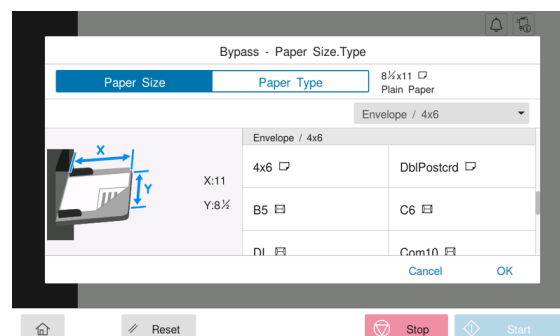 Bypass - Paper Size.Type
Paper Size
Paper Type
8½x11
Plain Paper
Envelope / 4x6
Envelope / 4x6
X
Y
X:11
Y:8½
4x6
DblPostcrd
B5
C6
DL
Com10
Cancel
OK
Reset
Stop
Start